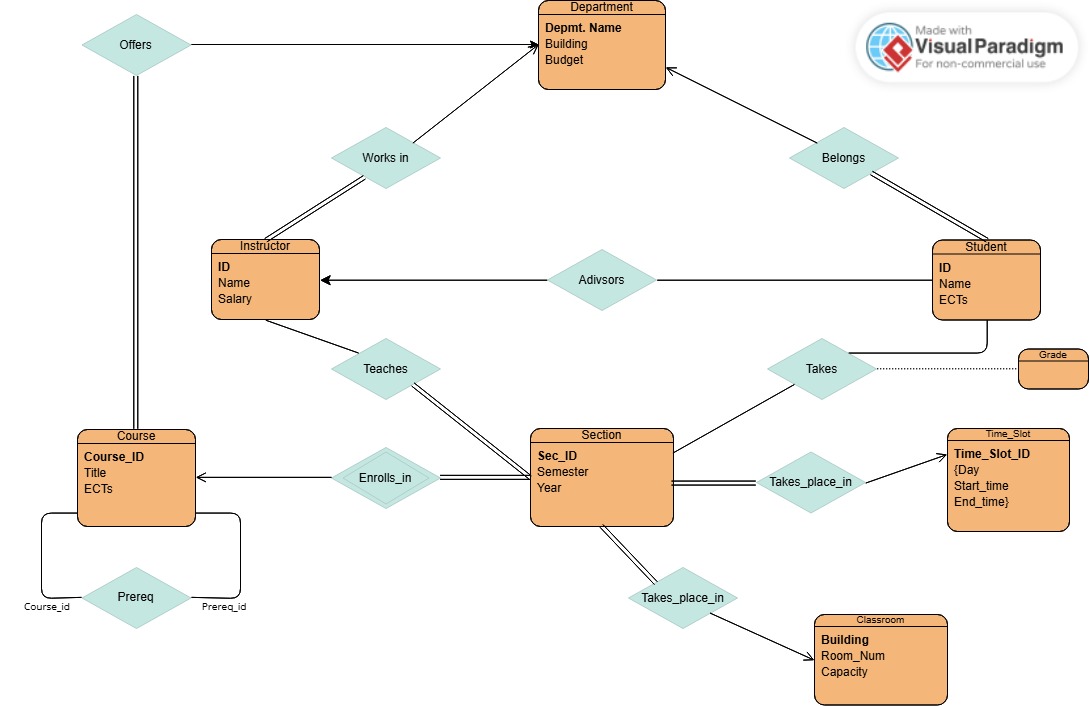 Department
Depmt. Name
Building
Budget
Made with
Visual Paradigm
For non-commercial use
Offers
Works in
Belongs
Instructor
ID
Name
Salary
Adivsors
Student
ID
Name
ECTs
Teaches
Takes
Grade
Course
Course_ID
Title
ECTs
Enrolls_in
Section
Sec_ID
Semester
Year
Takes_place_in
Time_Slot
Time_Slot_ID
{Day
Start_time
End_time}
Course_id
Prereq
Prereq_id
Takes_place_in
Classroom
Building
Room_Num
Capacity